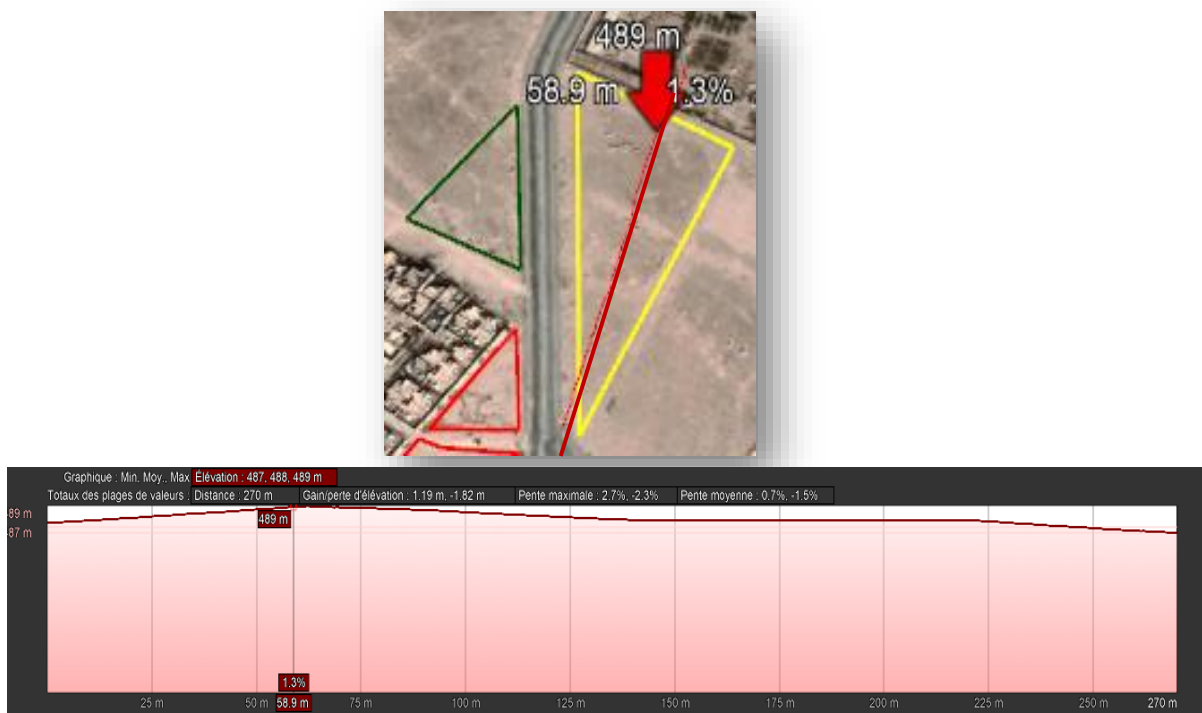 489 m
58.9 m 1.3%
Graphique : Min. Moy., Max Élévation : 487, 488, 489 m
Totaux des plages de valeurs : Distance : 270 m Gain/perte d'élévation : 1.19 m, -1.82 m Pente maximale : 2.7%, -2.3% Pente moyenne : 0.7%, -1.5%
89 m
489 m
87 m
1.3%
25 m 50 m 58.9 m 75 m 100 m 125 m 150 m 175 m 200 m 225 m 250 m 270 m